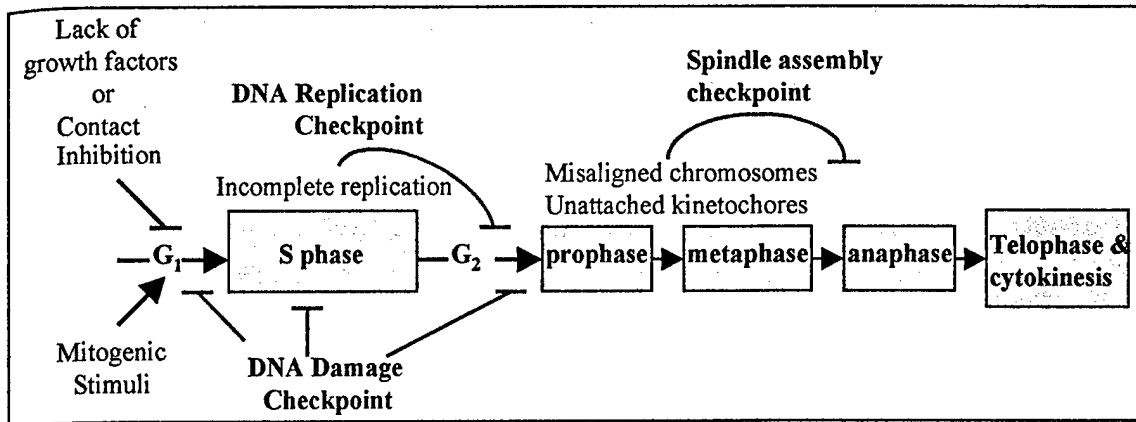 Lack of
growth factors
or
Contact
Inhibition
DNA Replication
Checkpoint
Spindle assembly
checkpoint
Incomplete replication
Misaligned chromosomes
Unattached kinetochores
G₁
S phase
G₂
prophase
metaphase
anaphase
Telophase &
cytokinesis
Mitogenic
Stimuli
DNA Damage
Checkpoint